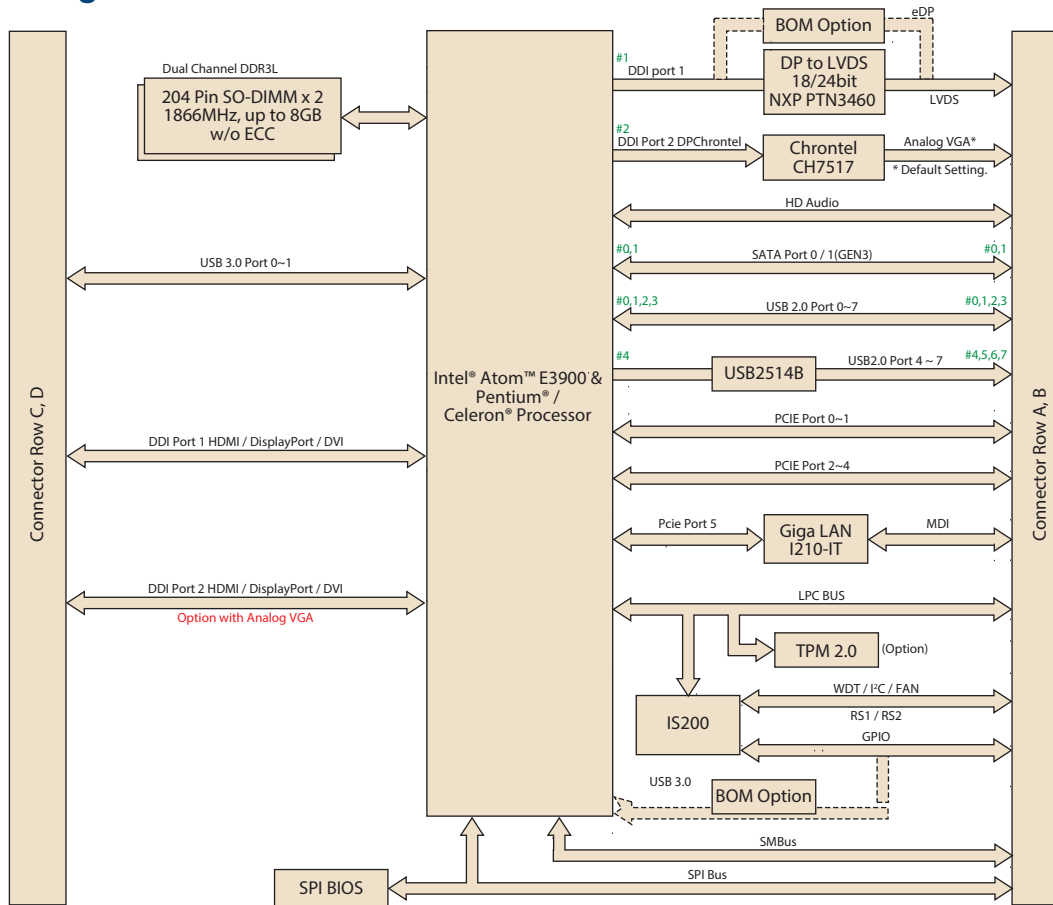 eDP
BOM Option
#1
DDI port 1
DP to LVDS
18/24bit
NXP PTN3460
LVDS
Dual Channel DDR3L
204 Pin SO-DIMM x 2
1866MHz, up to 8GB
w/o ECC
#2
DDI Port 2 DPChrontel
Chrontel
CH7517
Analog VGA*
* Default Setting.
HD Audio
#0,1
SATA Port 0 / 1(GEN3)
#0,1
USB 3.0 Port 0~1
#0,1,2,3
USB 2.0 Port 0~7
#0,1,2,3
#4
USB2514B
USB2.0 Port 4 ~ 7
#4,5,6,7
Intel® Atom™ E3900 &
Pentium® /
Celeron® Processor
PCIE Port 0~1
Connector Row C, D
Connector Row A, B
DDI Port 1 HDMI / DisplayPort / DVI
PCIE Port 2~4
Pcie Port 5
Giga LAN
I210-IT
MDI
DDI Port 2 HDMI / DisplayPort / DVI
Option with Analog VGA
LPC BUS
TPM 2.0
(Option)
IS200
WDT / I²C / FAN
RS1 / RS2
GPIO
USB 3.0
BOM Option
SMBus
SPI BIOS
SPI Bus